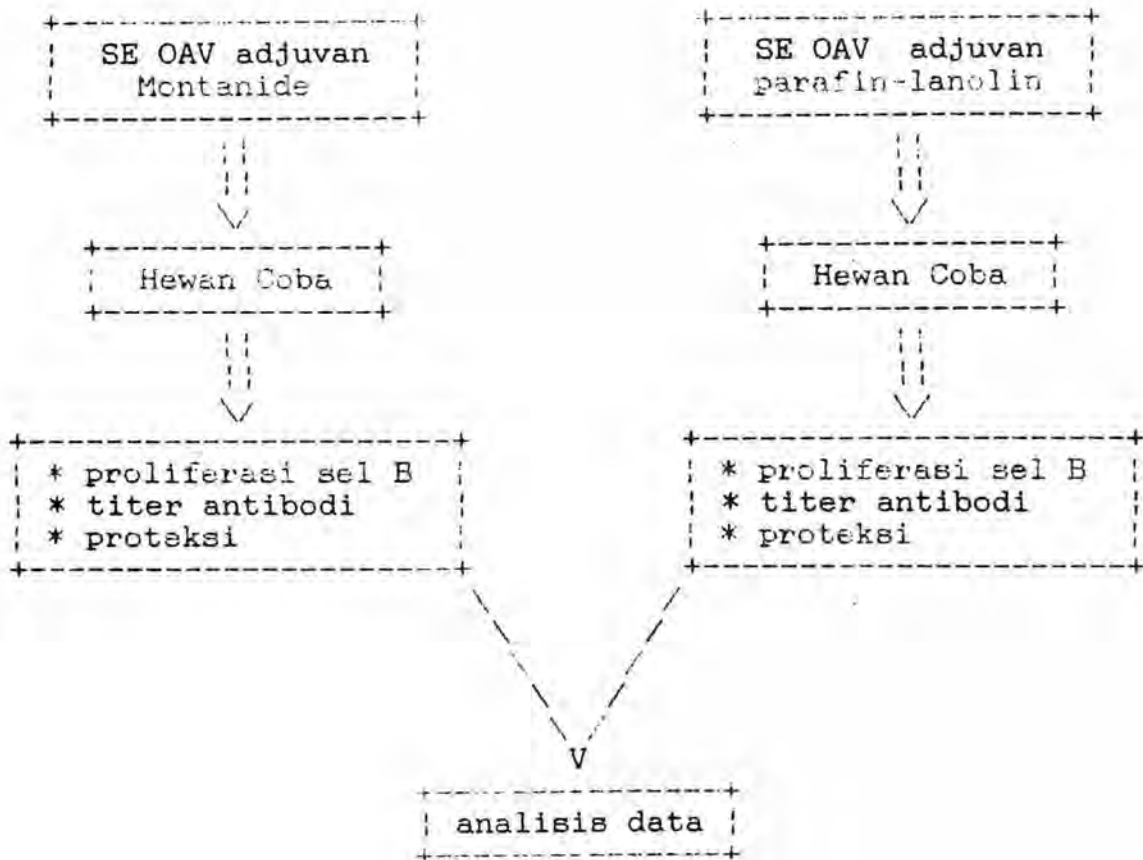 SE OAV adjuvan
Montanide
SE OAV adjuvan
parafin-lanolin
Hewan Coba
Hewan Coba
* proliferasi sel B
* titer antibodi
* proteksi
* proliferasi sel B
* titer antibodi
* proteksi
V
analisis data